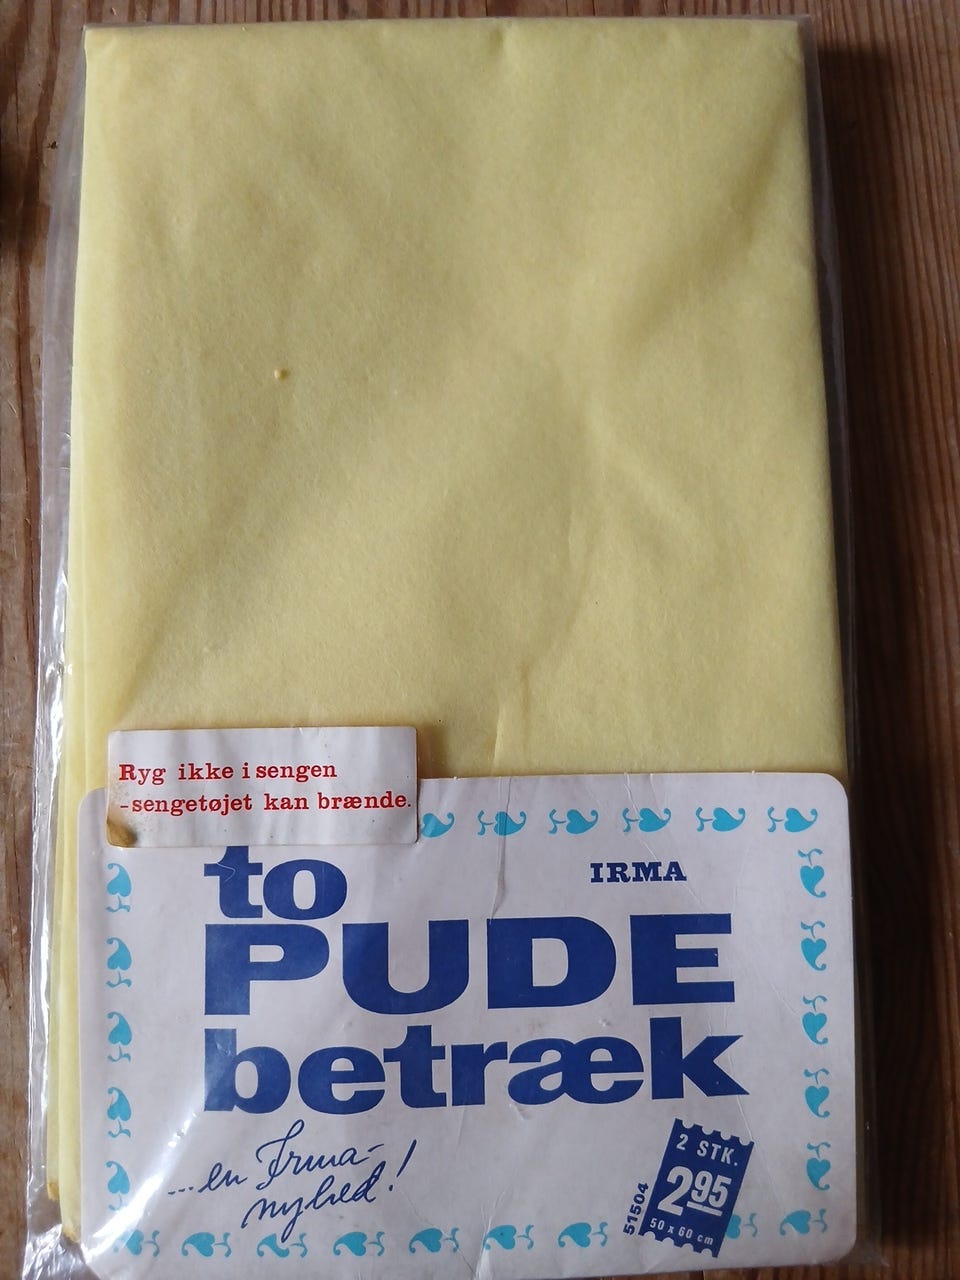 Ryg ikke i sengen
-sengetøjet kan brænde.
IRMA
to
PUDE
betræk
...en Irma-
nyhed!
2 STK.
2 95
50 x 60 cm
51504